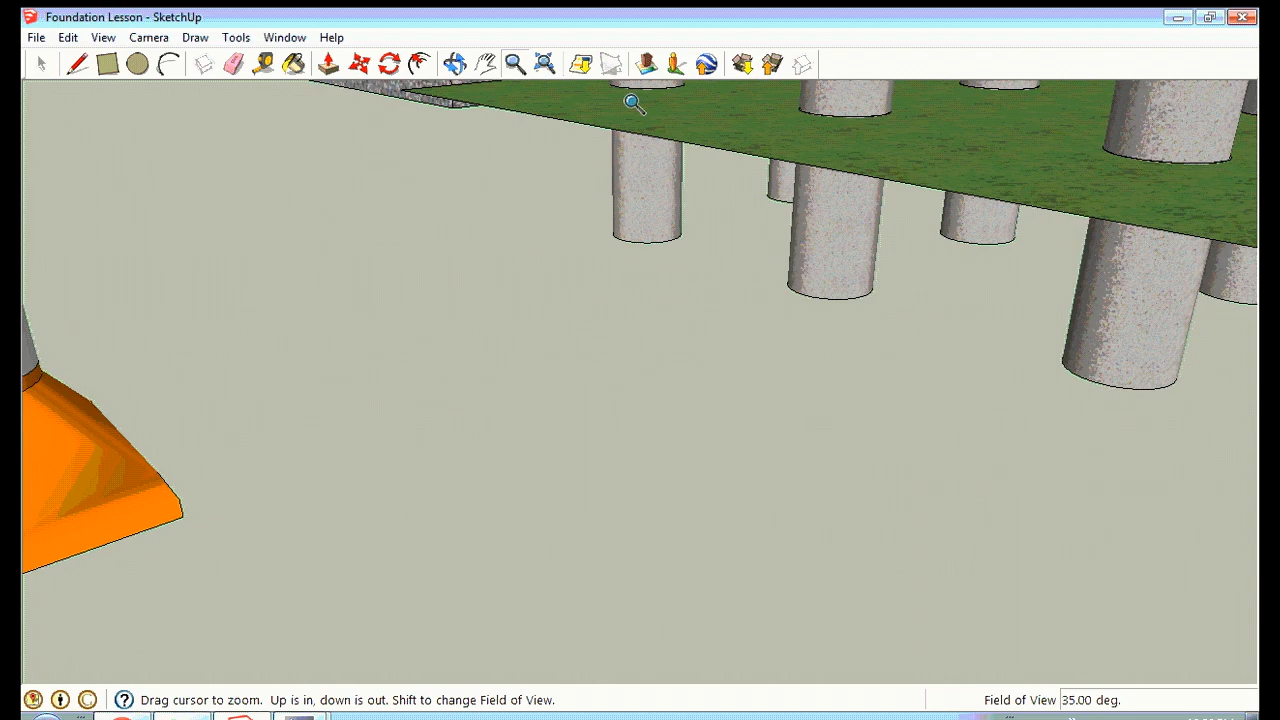 Foundation Lesson - SketchUp
File Edit View Camera Draw Tools Window Help
Drag cursor to zoom. Up is in, down is out. Shift to change Field of View.
Field of View 35.00 deg.